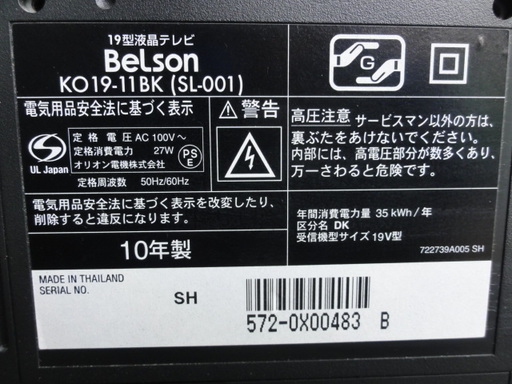 19型液晶テレビ
BeLson
KO19-11BK (SL-001)
G
電気用品安全法に基づく表示
UL Japan
定格電圧 AC 100V～
定格消費電力 27W
オリオン電機株式会社
定格周波数 50Hz/60Hz
PSE
電気用品安全法に基づく表示を改変したり、
削除すると違反になります。
10年製
警告
高圧注意 サービスマン以外の方は、
裏ぶたをあけないでください。
内部には、高電圧部分が数多くあり、
万一さわると危険です。
年間消費電力量 35 kWh/年
区分名 DK
受信機型サイズ 19V型
722739A005 SH
MADE IN THAILAND
SERIAL NO.
SH
572-0X00483 B